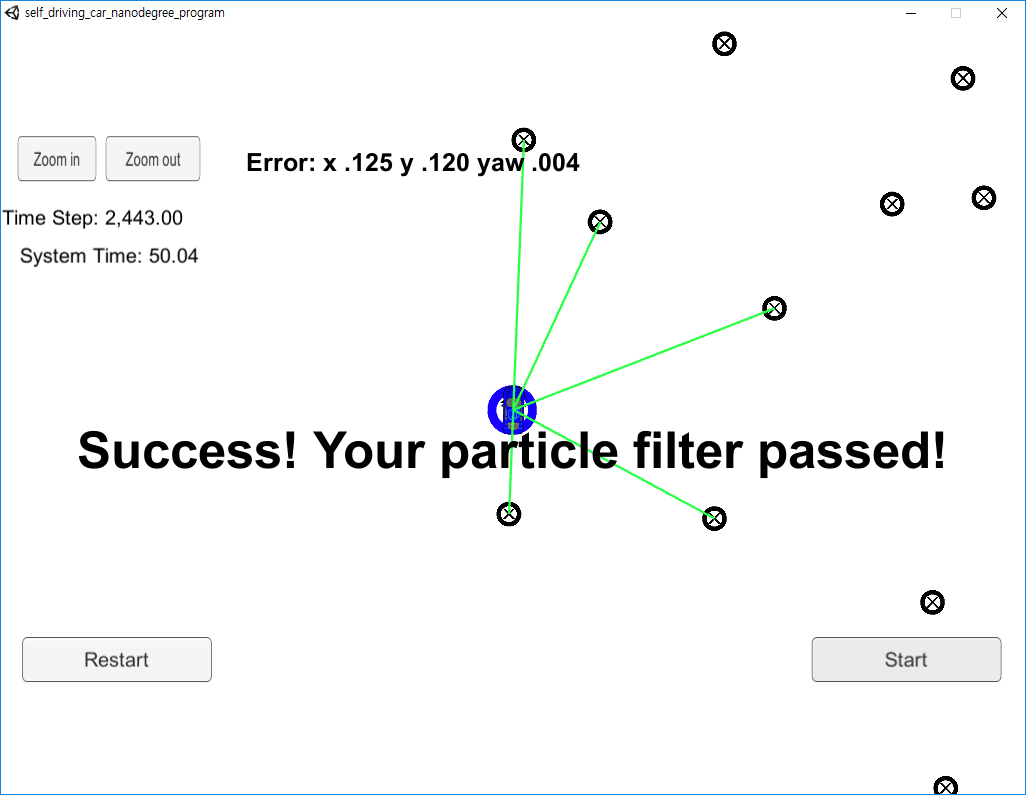 self_driving_car_nanodegree_program
Zoom in
Zoom out
Error: x .125 y .120 yaw .004
Time Step: 2,443.00
System Time: 50.04
Success! Your particle filter passed!
Restart
Start